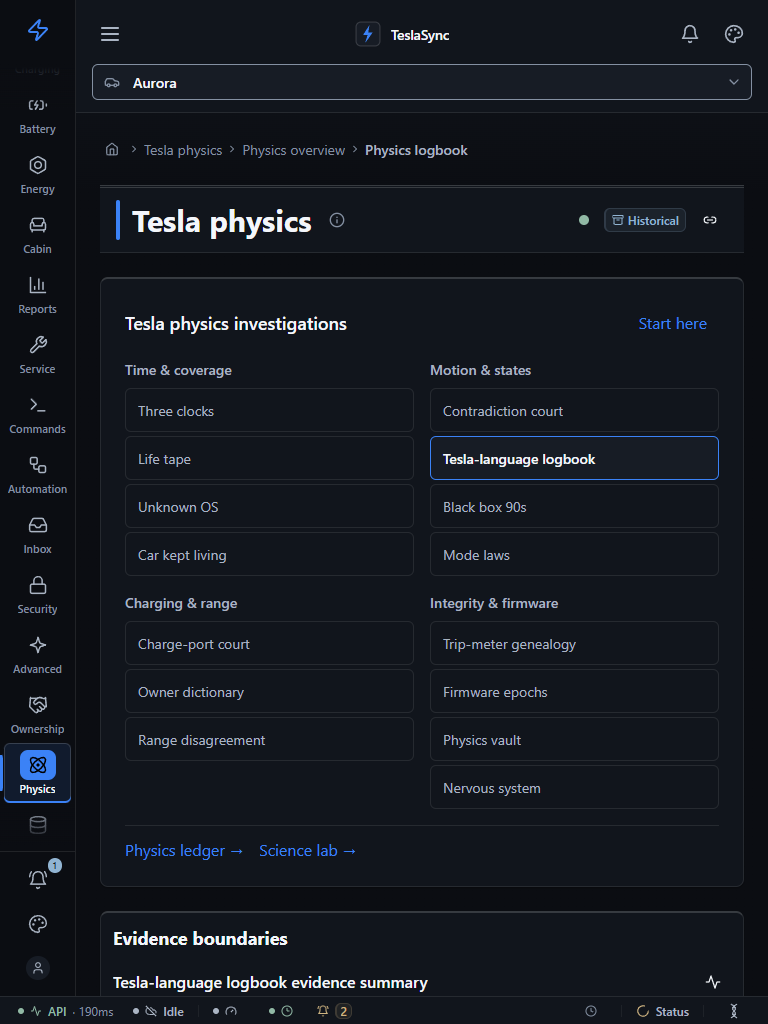 TeslaSync
Aurora
Charging
Battery
Energy
Cabin
Reports
Service
Commands
Automation
Inbox
Security
Advanced
Ownership
Physics
1
Tesla physics > Physics overview > Physics logbook
Tesla physics
Historical
Tesla physics investigations
Start here
Time & coverage
Three clocks
Life tape
Unknown OS
Car kept living
Motion & states
Contradiction court
Tesla-language logbook
Black box 90s
Mode laws
Charging & range
Charge-port court
Owner dictionary
Range disagreement
Integrity & firmware
Trip-meter genealogy
Firmware epochs
Physics vault
Nervous system
Physics ledger → Science lab →
Evidence boundaries
Tesla-language logbook evidence summary
API · 190ms Idle 2 Status